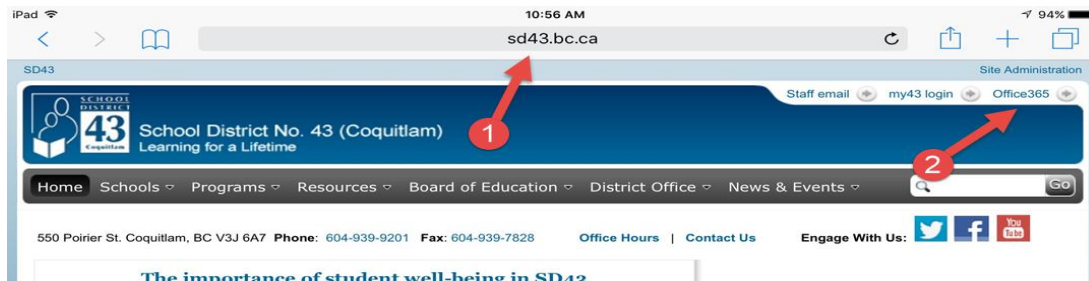 iPad 10:56 AM 94%
sd43.bc.ca
SD43 Site Administration
Staff email my43 login Office365
SCHOOL
DISTRICT
43
Coquitlam
School District No. 43 (Coquitlam)
Learning for a Lifetime
1
2
Home Schools Programs Resources Board of Education District Office News & Events Go
550 Poirier St. Coquitlam, BC V3J 6A7 Phone: 604-939-9201 Fax: 604-939-7828 Office Hours | Contact Us Engage With Us: You Tube
The importance of student well-being in SD43